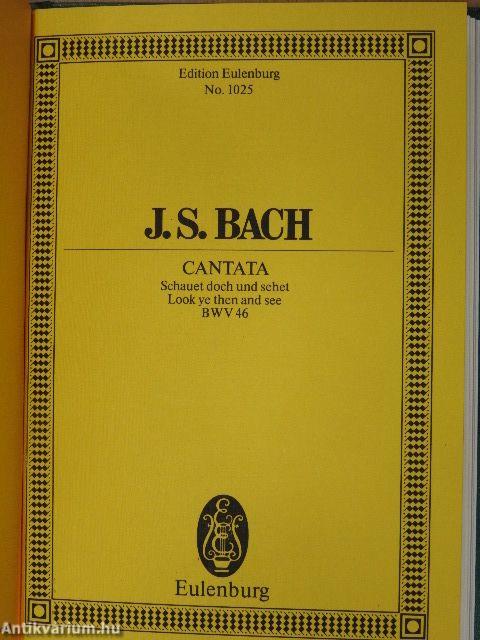 Edition Eulenburg
No. 1025
J. S. BACH
CANTATA
Schauet doch und sehet
Look ye then and see
BWV 46
Eulenburg
Antikvarium.hu